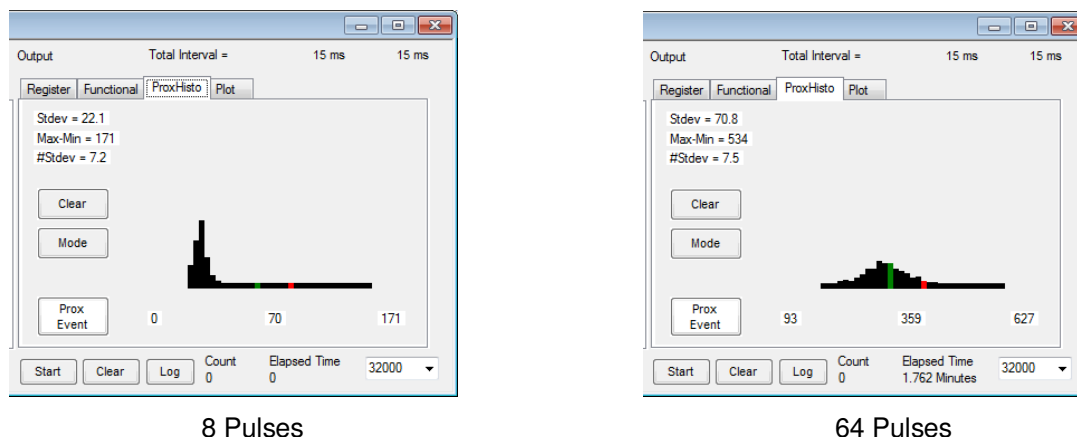 Output Total Interval = 15 ms 15 ms
Register Functional ProxHisto Plot
Stdev = 22.1
Max-Min = 171
#Stdev = 7.2
Clear
Mode
Prox
Event
0 70 171
Start Clear Log Count 0 Elapsed Time 0 32000
8 Pulses
Output Total Interval = 15 ms 15 ms
Register Functional ProxHisto Plot
Stdev = 70.8
Max-Min = 534
#Stdev = 7.5
Clear
Mode
Prox
Event
93 359 627
Start Clear Log Count 0 Elapsed Time 1.762 Minutes 32000
64 Pulses